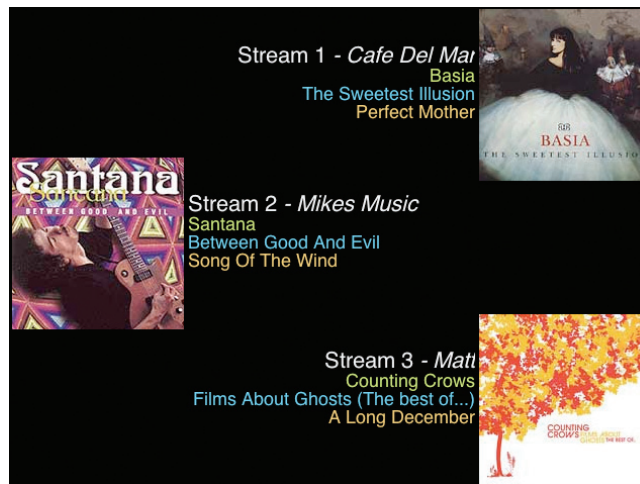 Stream 1 - Cafe Del Mar
Basia
The Sweetest Illusion
Perfect Mother
BASIA
THE SWEETEST ILLUSIO
Santana
Santana
BETWEEN GOOD AND EVIL
Stream 2 - Mikes Music
Santana
Between Good And Evil
Song Of The Wind
Stream 3 - Matt
Counting Crows
Films About Ghosts (The best of...)
A Long December
COUNTING
CROWS FILMS ABOUT
GHOSTS THE BEST OF...